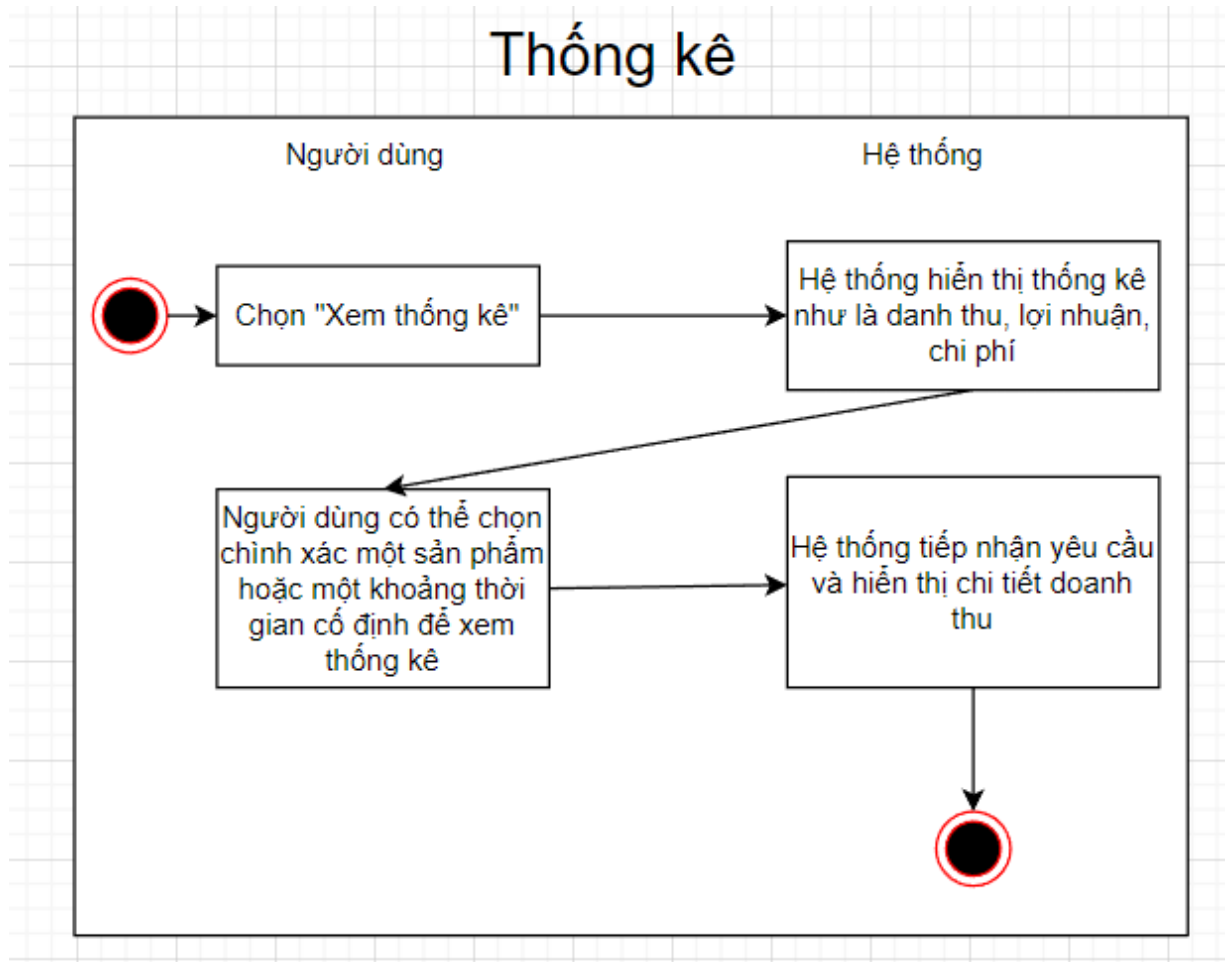 Thống kê
Người dùng
Hệ thống
Chọn "Xem thống kê"
Hệ thống hiển thị thống kê
như là danh thu, lợi nhuận,
chi phí
Người dùng có thể chọn
chình xác một sản phẩm
hoặc một khoảng thời
gian cố định để xem
thống kê
Hệ thống tiếp nhận yêu cầu
và hiển thị chi tiết doanh
thu